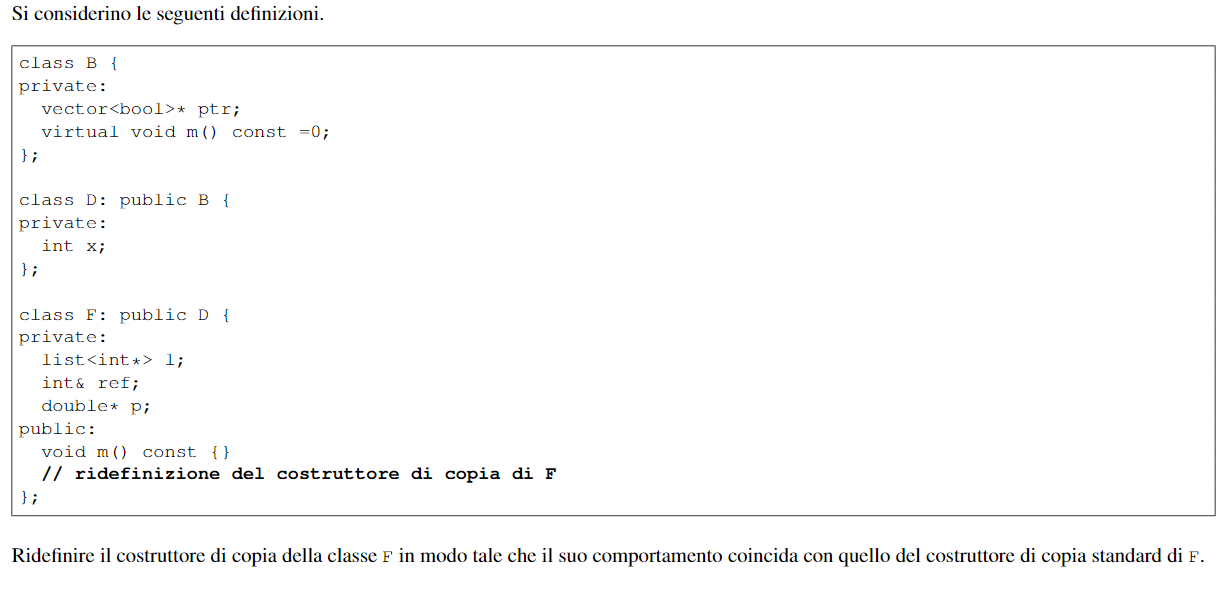 Si considerino le seguenti definizioni.
class B {
private:
  vector<bool>* ptr;
  virtual void m() const =0;
};
class D: public B {
private:
  int x;
};
class F: public D {
private:
  list<int*> l;
  int& ref;
  double* p;
public:
  void m() const {}
  // ridefinizione del costruttore di copia di F
};
Ridefinire il costruttore di copia della classe F in modo tale che il suo comportamento coincida con quello del costruttore di copia standard di F.